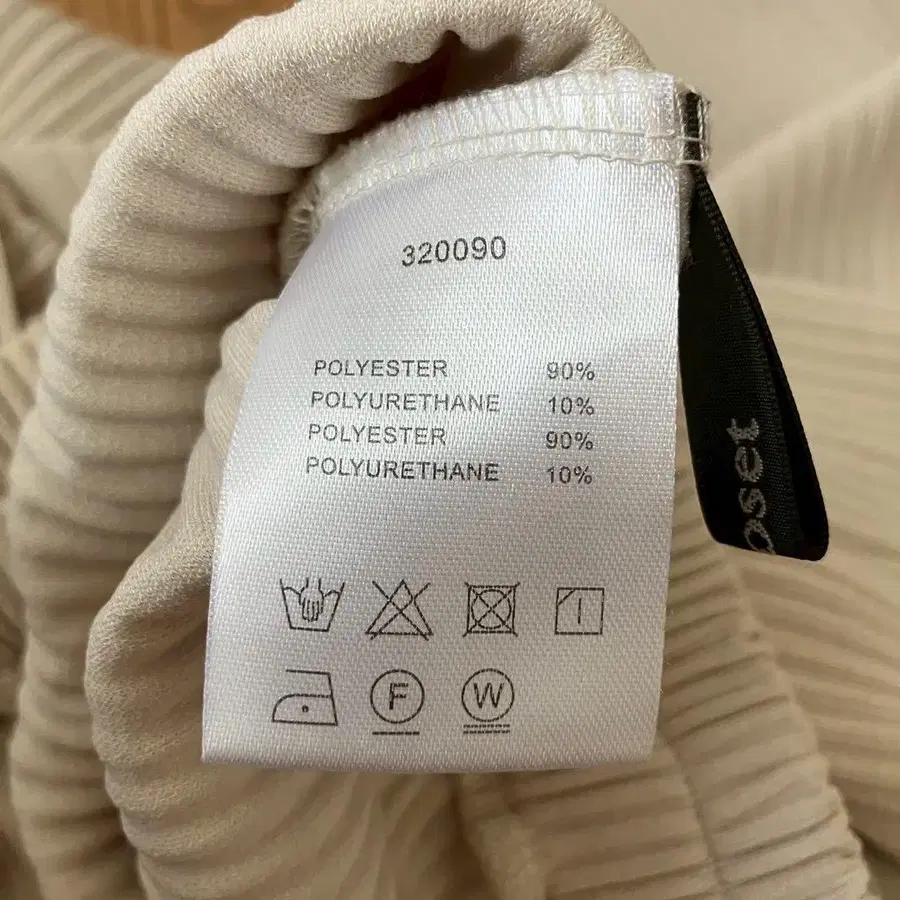 320090
POLYESTER 90%
POLYURETHANE 10%
POLYESTER 90%
POLYURETHANE 10%
F W